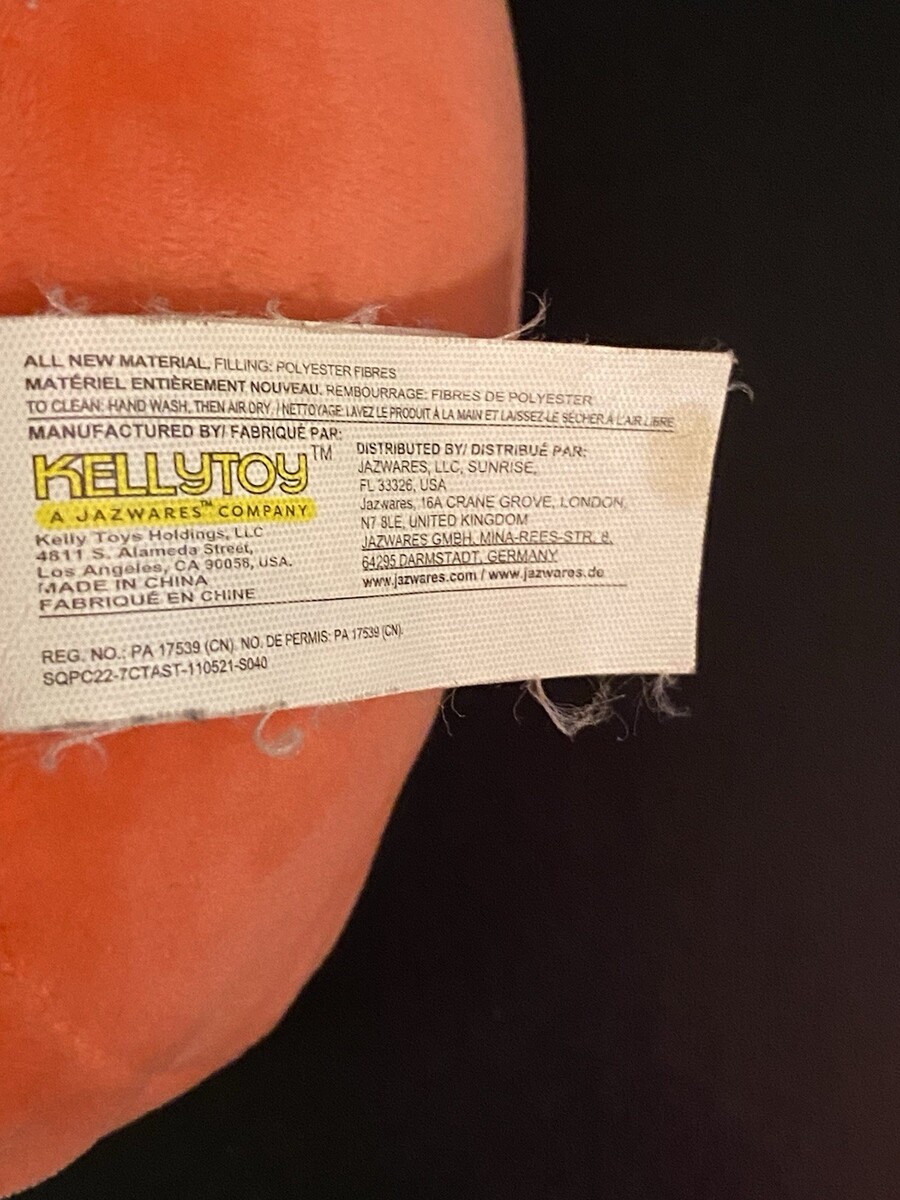 ALL NEW MATERIAL, FILLING: POLYESTER FIBRES
MATÉRIEL ENTIÈREMENT NOUVEAU. REMBOURRAGE: FIBRES DE POLYESTER
TO CLEAN: HAND WASH, THEN AIR DRY. / NETTOYAGE: LAVEZ LE PRODUIT À LA MAIN ET LAISSEZ-LE SÉCHER À L'AIR LIBRE
MANUFACTURED BY/ FABRIQUÉ PAR:
KELLYTOY™
A JAZWARES™ COMPANY
Kelly Toys Holdings, LLC
4811 S. Alameda Street,
Los Angeles, CA 90058, USA.
MADE IN CHINA
FABRIQUÉ EN CHINE
DISTRIBUTED BY/ DISTRIBUÉ PAR:
JAZWARES, LLC, SUNRISE,
FL 33326, USA
Jazwares, 16A CRANE GROVE, LONDON,
N7 8LE, UNITED KINGDOM
JAZWARES GMBH. MINA-REES-STR. 8,
64295 DARMSTADT, GERMANY
www.jazwares.com / www.jazwares.de
REG. NO.: PA 17539 (CN). NO. DE PERMIS: PA 17539 (CN).
SQPC22-7CTAST-110521-S040